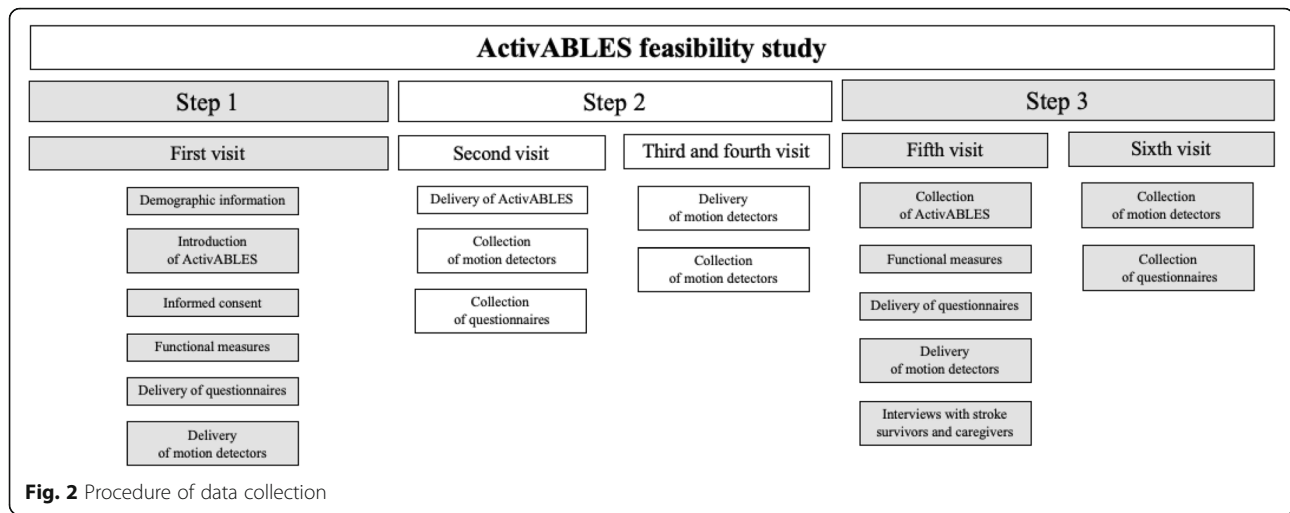 ActivABLES feasibility study
Step 1
Step 2
Step 3
First visit
Second visit
Third and fourth visit
Fifth visit
Sixth visit
Demographic information
Introduction
of ActivABLES
Informed consent
Functional measures
Delivery of questionnaires
Delivery
of motion detectors
Delivery of ActivABLES
Collection
of motion detectors
Collection
of questionnaires
Delivery
of motion detectors
Collection
of motion detectors
Collection
of ActivABLES
Functional measures
Delivery of questionnaires
Delivery
of motion detectors
Interviews with stroke
survivors and caregivers
Collection
of motion detectors
Collection
of questionnaires
Fig. 2 Procedure of data collection